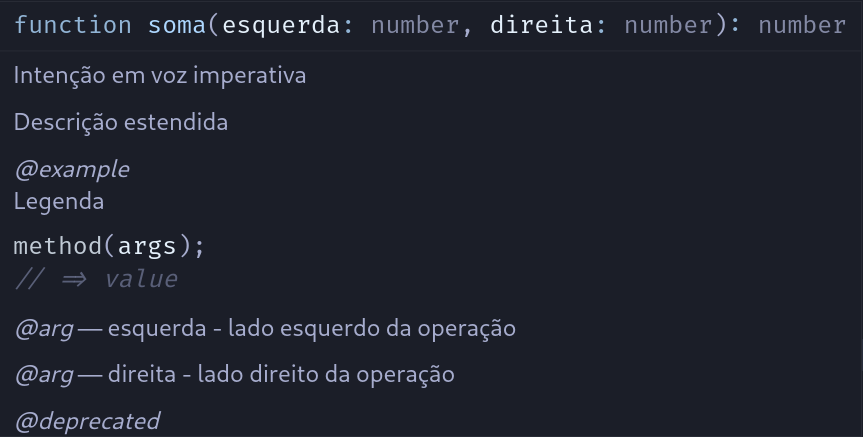 function soma(esquerda: number, direita: number): number
Intenção em voz imperativa
Descrição estendida
@example
Legenda
method(args);
// => value
@arg — esquerda - lado esquerdo da operação
@arg — direita - lado direito da operação
@deprecated